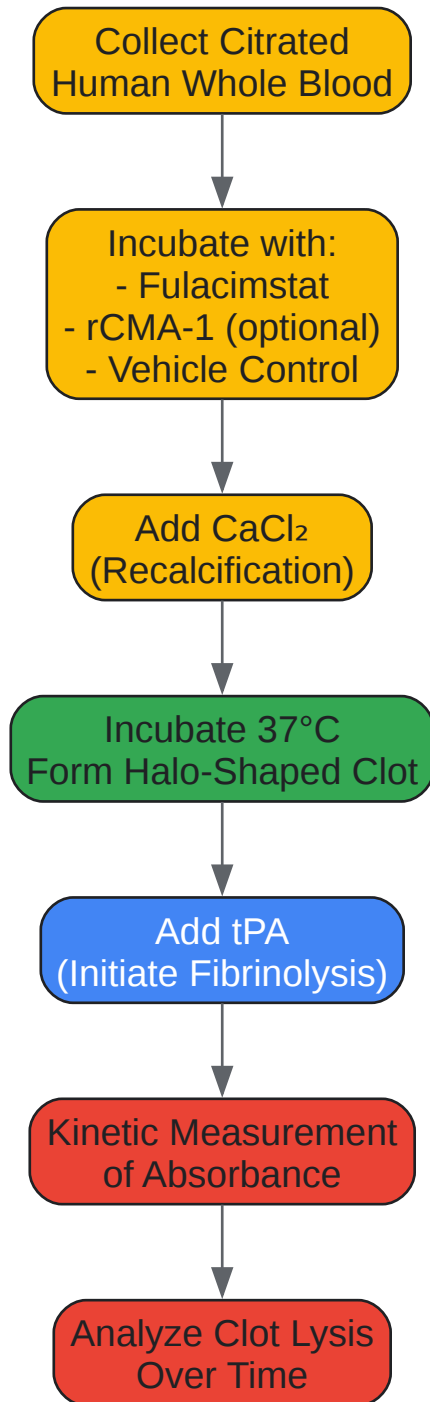 Collect Citrated
Human Whole Blood
Incubate with:
- Fulacimstat
- rCMA-1 (optional)
- Vehicle Control
Add CaCl₂
(Recalcification)
Incubate 37°C
Form Halo-Shaped Clot
Add tPA
(Initiate Fibrinolysis)
Kinetic Measurement
of Absorbance
Analyze Clot Lysis
Over Time